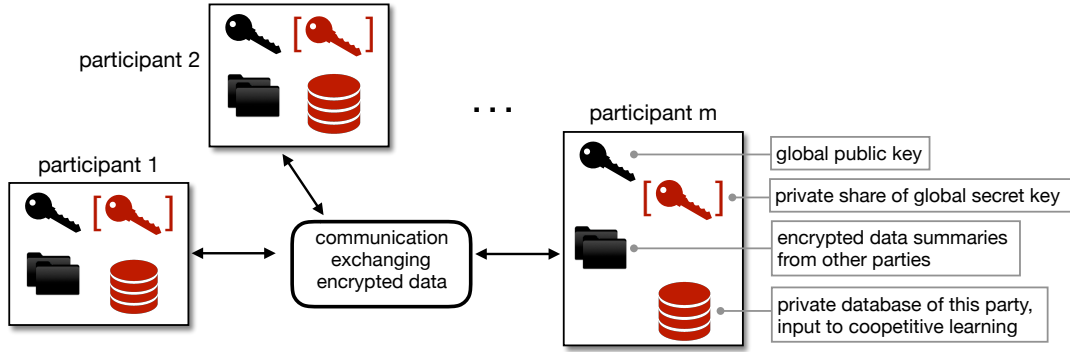 participant 2
. . .
participant m
participant 1
global public key
[ ]
private share of global secret key
communication
exchanging
encrypted data
encrypted data summaries
from other parties
private database of this party,
input to coopetitive learning